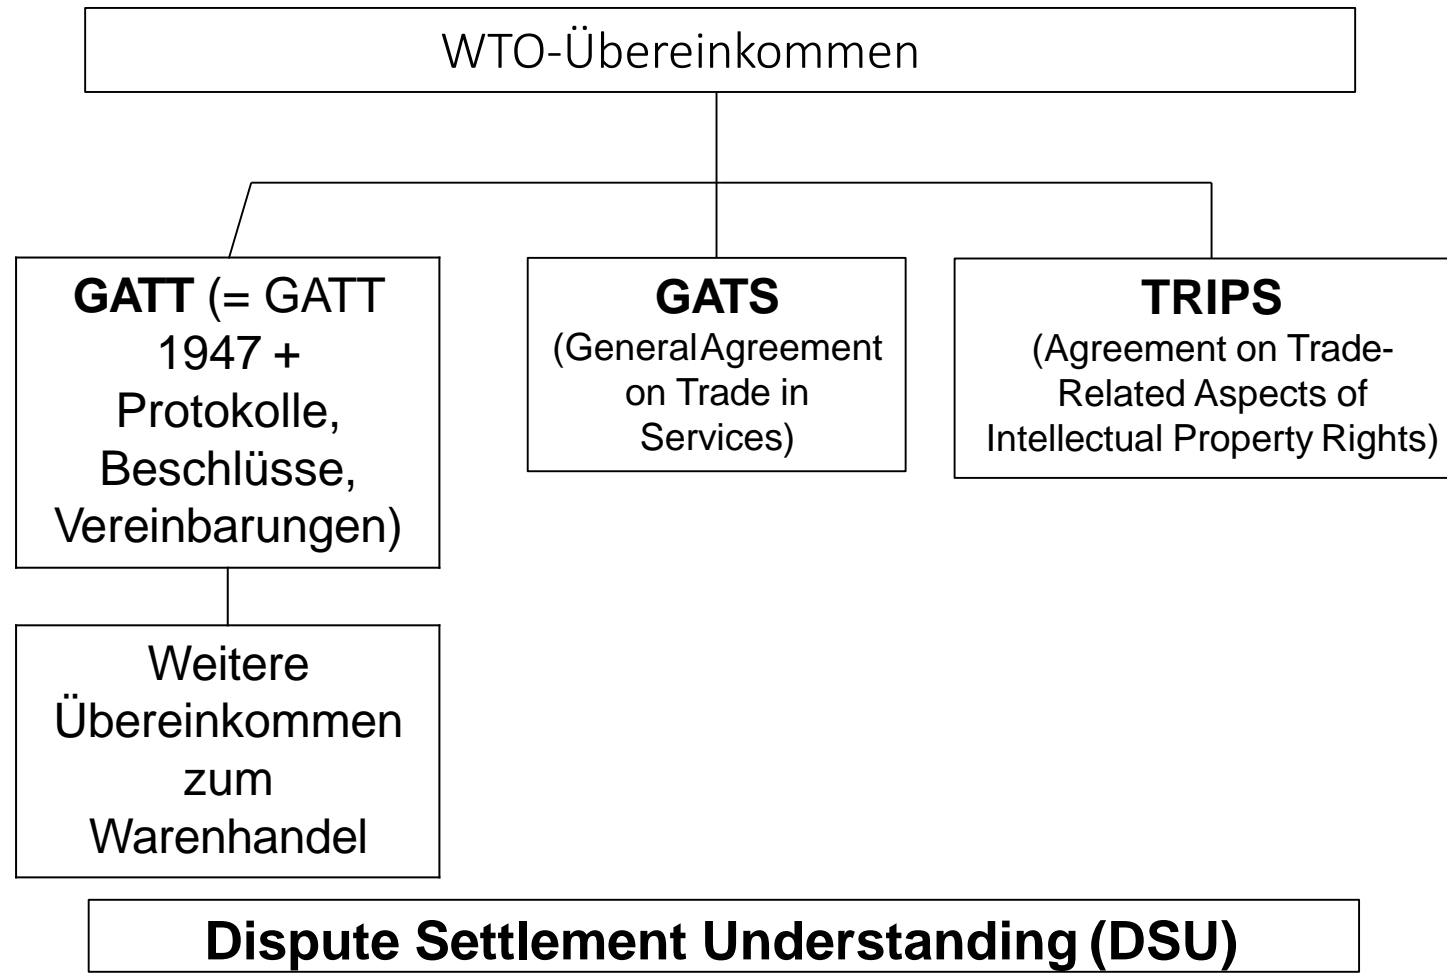 WTO-Übereinkommen
GATT (= GATT
1947 +
Protokolle,
Beschlüsse,
Vereinbarungen)
GATS
(General Agreement
on Trade in
Services)
TRIPS
(Agreement on Trade-
Related Aspects of
Intellectual Property Rights)
Weitere
Übereinkommen
zum
Warenhandel
Dispute Settlement Understanding (DSU)